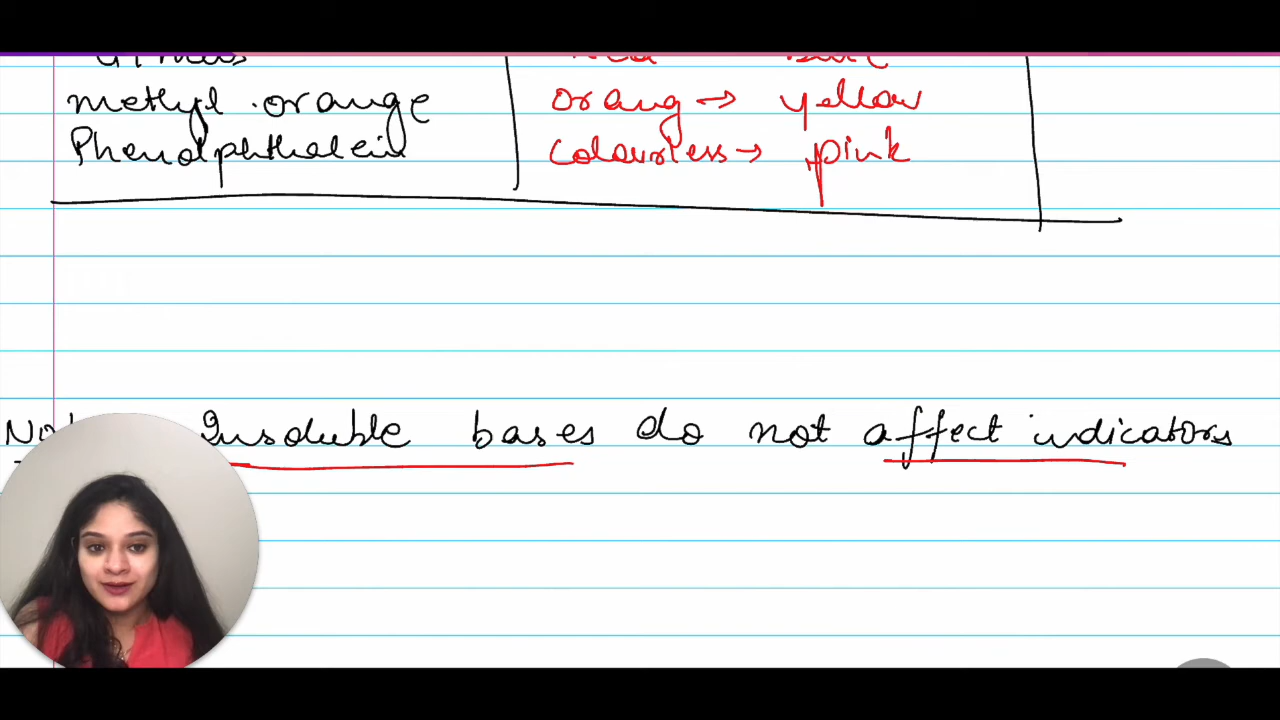 methyl orange
orang → yellow
Phenolphthalein
colourless → pink
Insoluble bases do not affect indicators